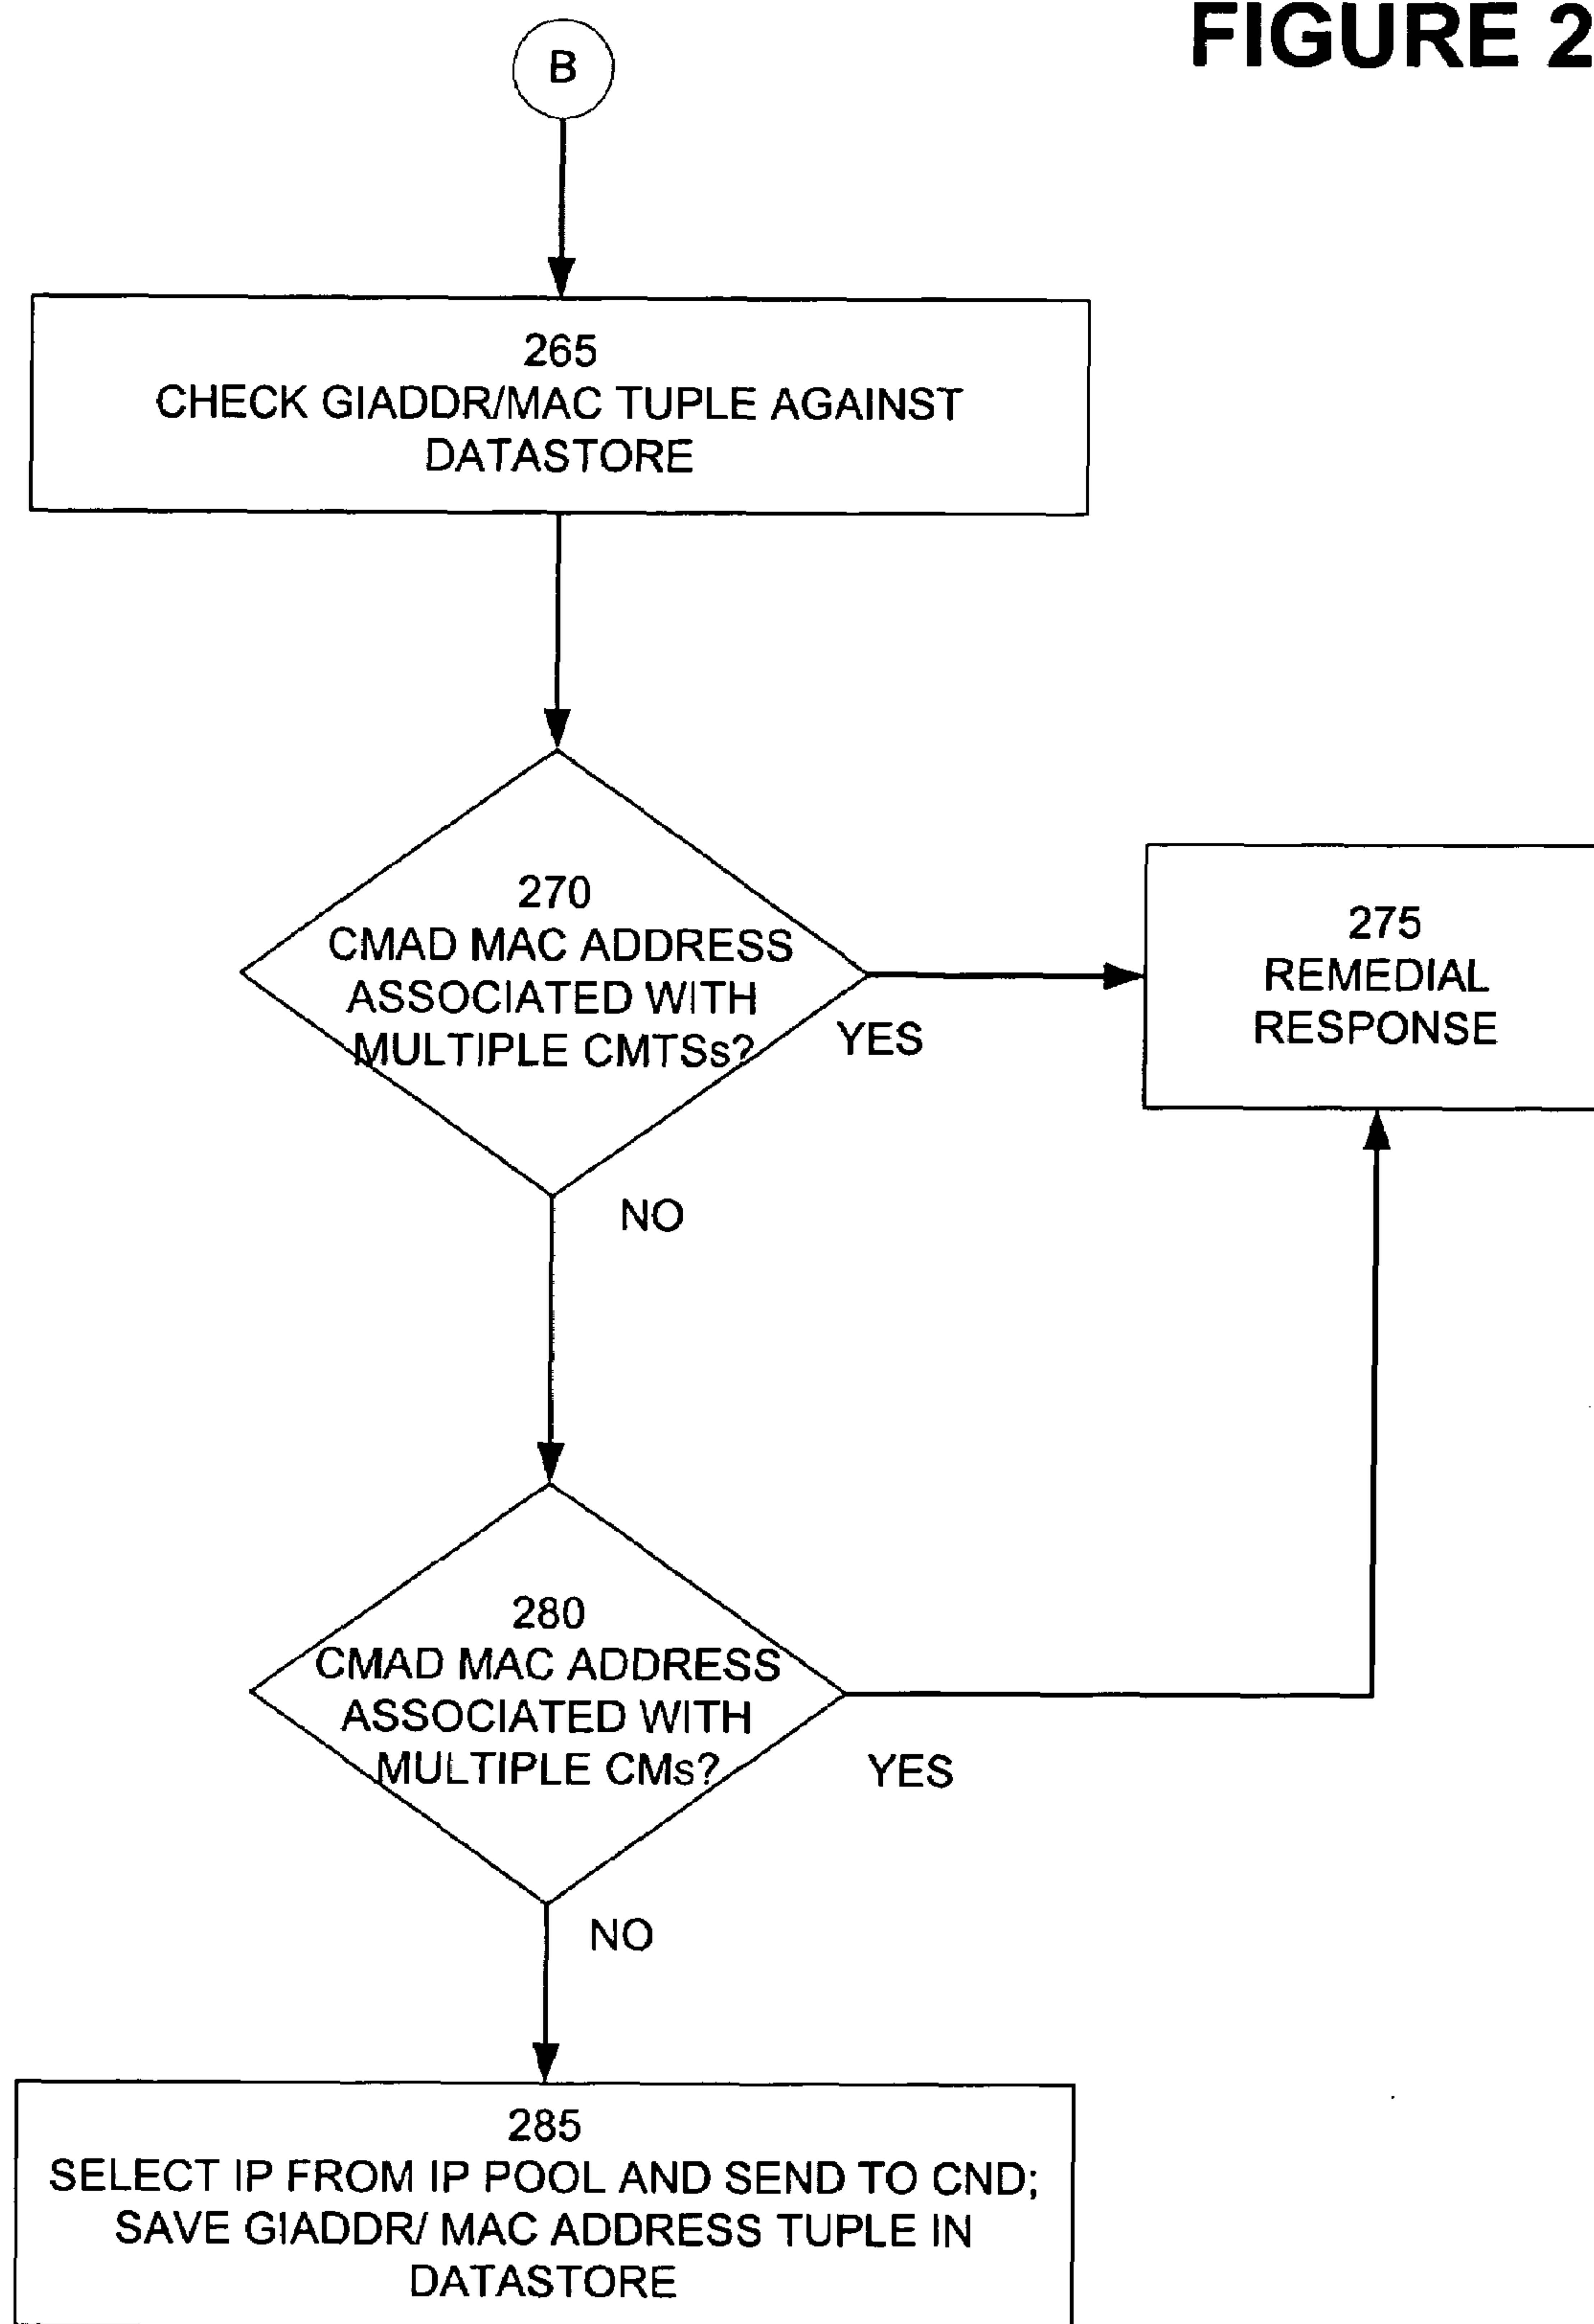 FIGURE 2
B
265
CHECK GIADDR/MAC TUPLE AGAINST
DATASTORE
270
CMAD MAC ADDRESS
ASSOCIATED WITH
MULTIPLE CMTSs?
YES
275
REMEDIAL
RESPONSE
NO
280
CMAD MAC ADDRESS
ASSOCIATED WITH
MULTIPLE CMs?
YES
NO
285
SELECT IP FROM IP POOL AND SEND TO CND;
SAVE GIADDR/ MAC ADDRESS TUPLE IN
DATASTORE